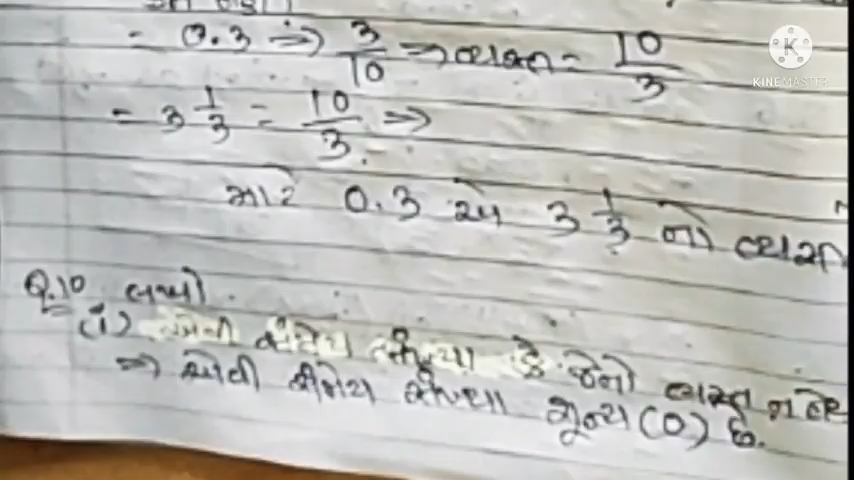 = 0.3 ⇒ 3/10 ⇒ વ્યસ્ત = 10/3
= 3 1/3 = 10/3 ⇒
માટે 0.3 એ 3 1/3 નો વ્યસ્ત
Q.10 લખો.
(i) એવી સંમેય સંખ્યા કે જેનો વ્યસ્ત ન હોય
⇒ એવી સંમેય સંખ્યા શૂન્ય (0) છે.
K
KINEMASTER